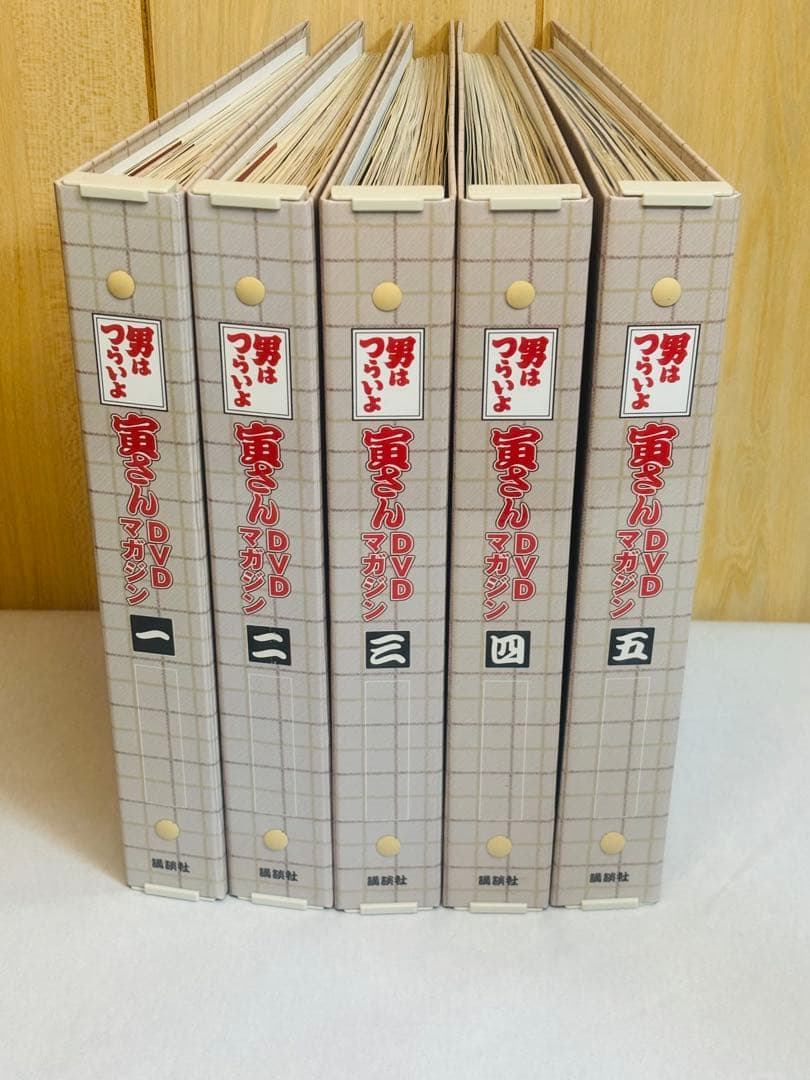 男は
つらいよ
寅さん
DVD
マガジン
一
講談社
男は
つらいよ
寅さん
DVD
マガジン
二
講談社
男は
つらいよ
寅さん
DVD
マガジン
三
講談社
男は
つらいよ
寅さん
DVD
マガジン
四
講談社
男は
つらいよ
寅さん
DVD
マガジン
五
講談社